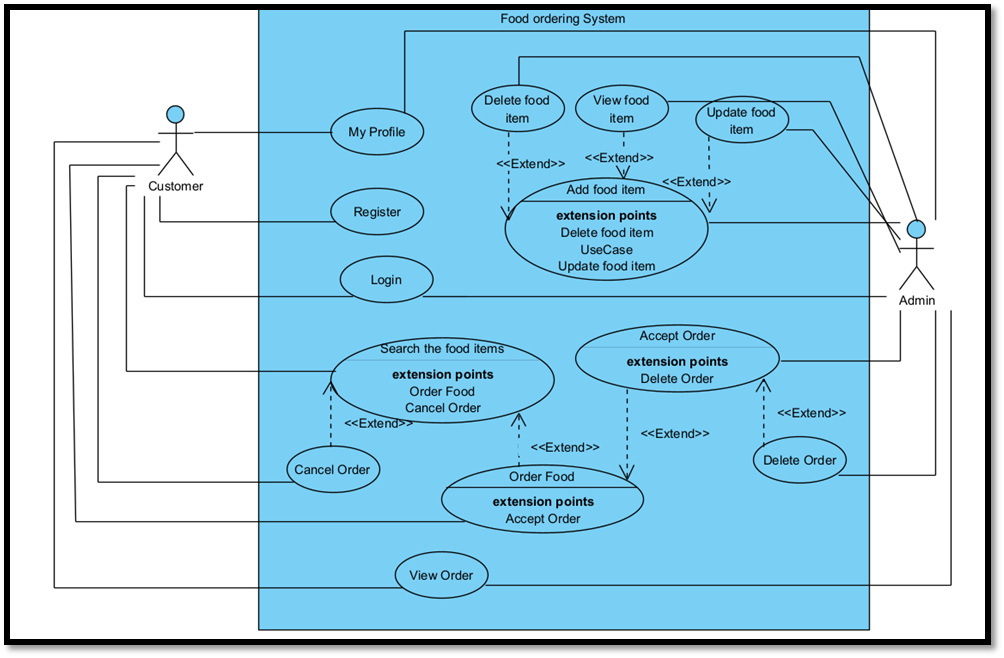 Food ordering System
Delete food
item
View food
item
Update food
item
My Profile
<<Extend>>
<<Extend>>
<<Extend>>
Customer
Add food item
extension points
Delete food item
UseCase
Update food item
Register
Login
Admin
Accept Order
extension points
Delete Order
Search the food items
extension points
Order Food
Cancel Order
<<Extend>>
<<Extend>>
<<Extend>>
<<Extend>>
Cancel Order
Delete Order
Order Food
extension points
Accept Order
View Order